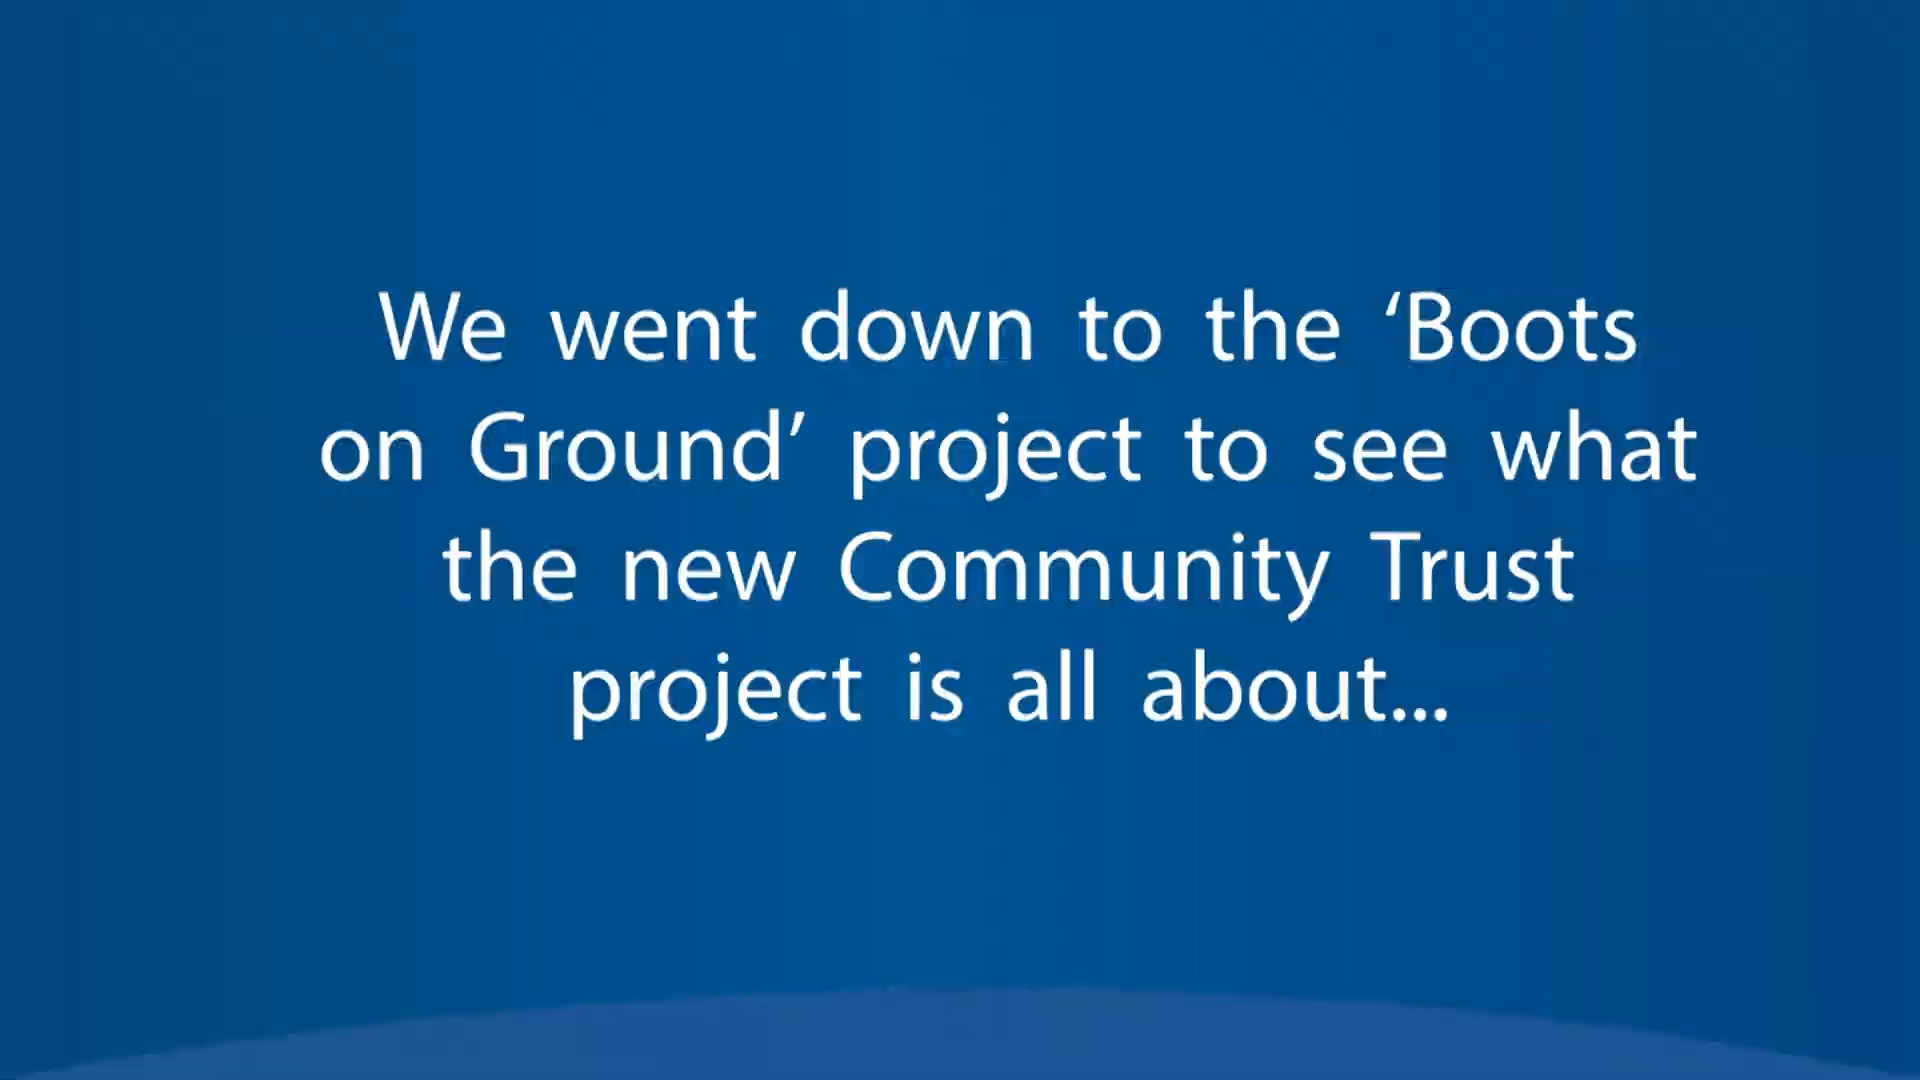 We went down to the ‘Boots
on Ground’ project to see what
the new Community Trust
project is all about...